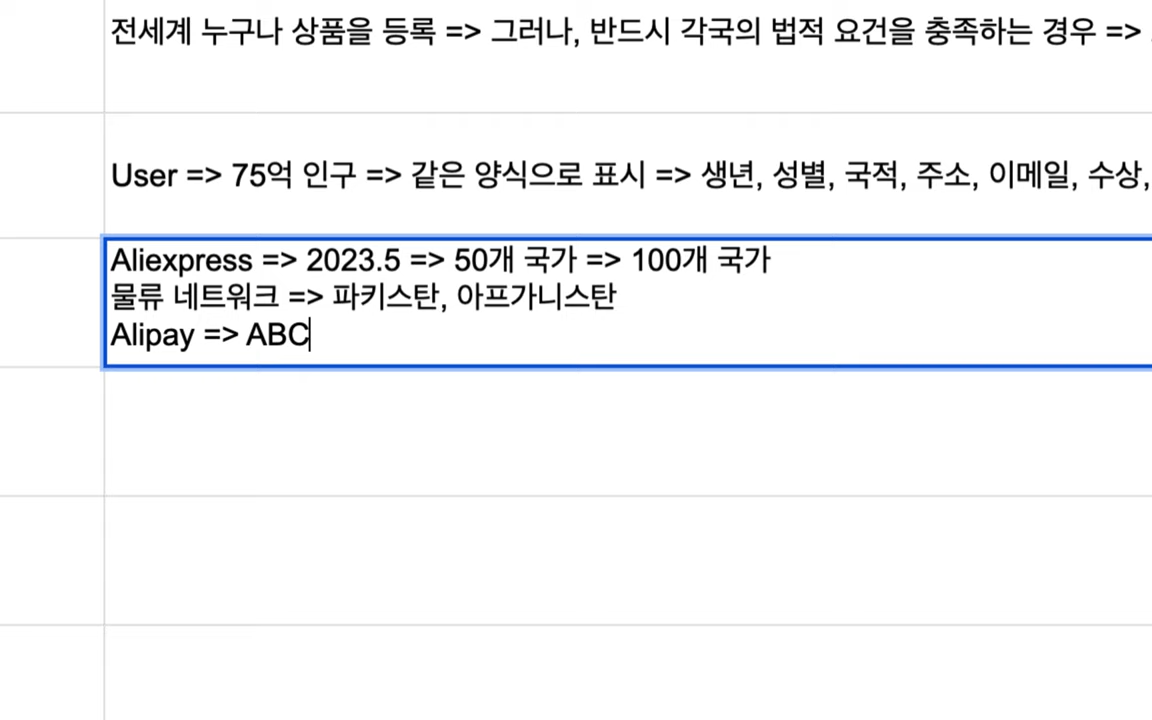 전세계 누구나 상품을 등록 => 그러나, 반드시 각국의 법적 요건을 충족하는 경우 =>
User => 75억 인구 => 같은 양식으로 표시 => 생년, 성별, 국적, 주소, 이메일, 수상,
Aliexpress => 2023.5 => 50개 국가 => 100개 국가
물류 네트워크 => 파키스탄, 아프가니스탄
Alipay => ABC